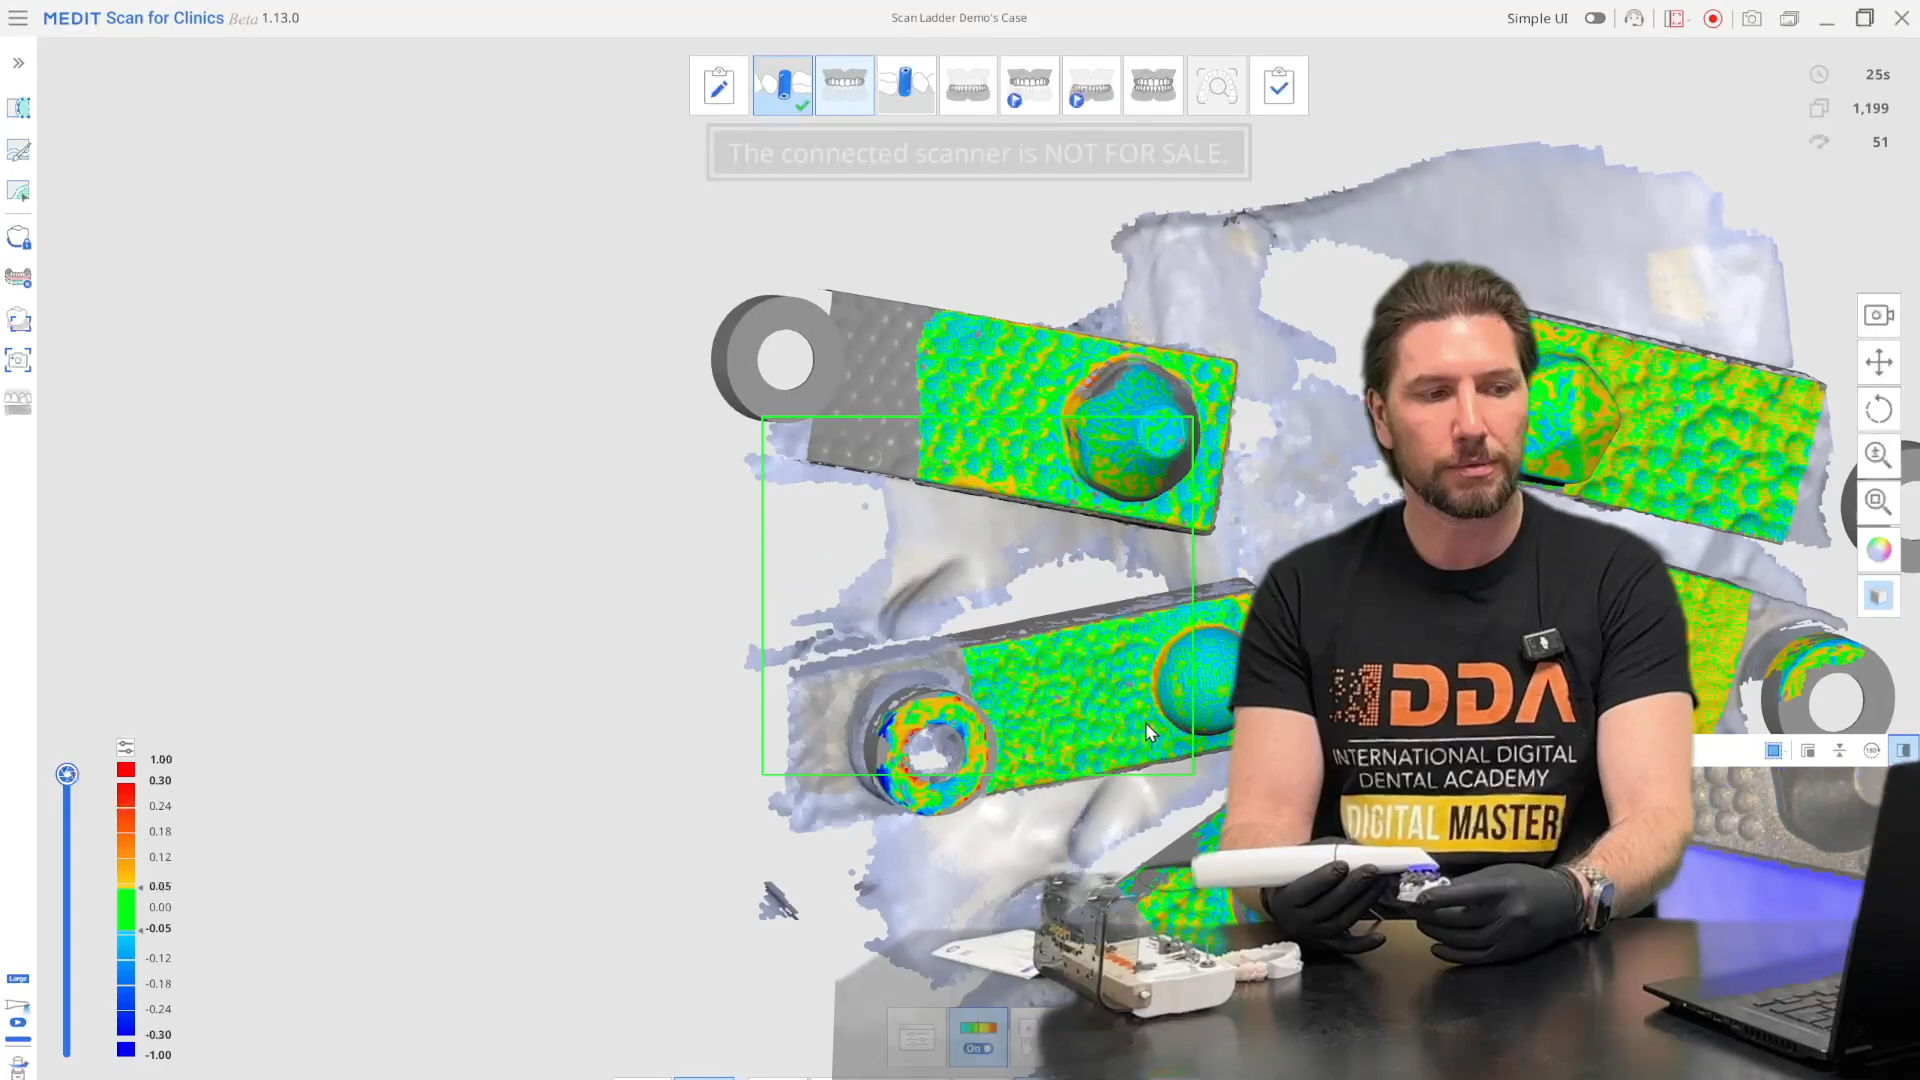 MEDIT Scan for Clinics Beta 1.13.0
Scan Ladder Demo's Case
Simple UI
25s
1,199
51
The connected scanner is NOT FOR SALE.
1.00
0.30
0.24
0.18
0.12
0.05
0.00
-0.05
-0.12
-0.18
-0.24
-0.30
-1.00
Large
On
180
DDA
INTERNATIONAL DIGITAL
DENTAL ACADEMY
DIGITAL MASTER